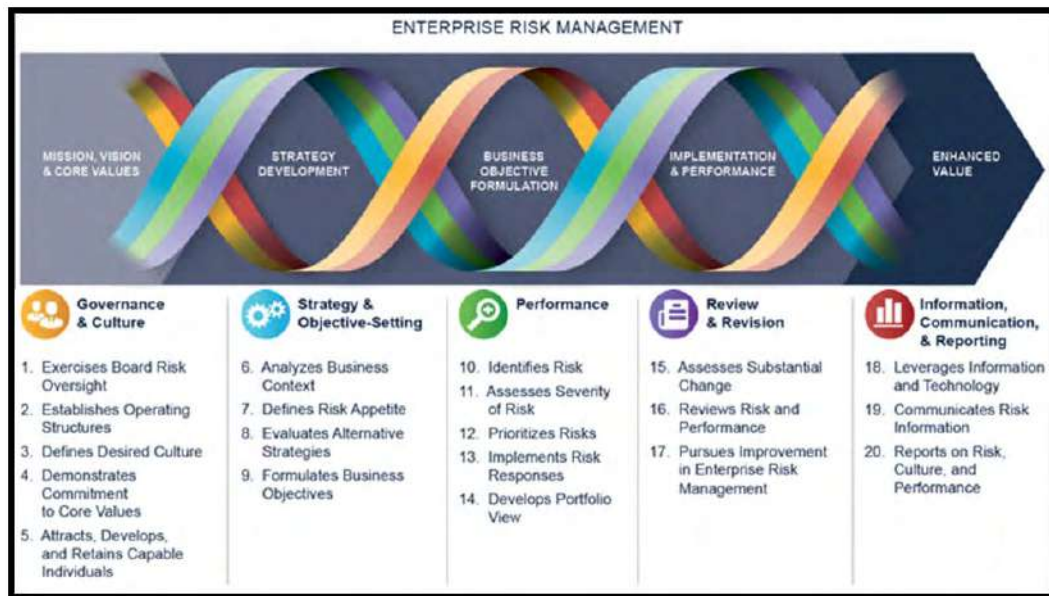 ENTERPRISE RISK MANAGEMENT
MISSION, VISION
& CORE VALUES
STRATEGY
DEVELOPMENT
BUSINESS
OBJECTIVE
FORMULATION
IMPLEMENTATION
& PERFORMANCE
ENHANCED
VALUE
Governance
& Culture
1. Exercises Board Risk
Oversight
2. Establishes Operating
Structures
3. Defines Desired Culture
4. Demonstrates
Commitment
to Core Values
5. Attracts, Develops,
and Retains Capable
Individuals
Strategy &
Objective-Setting
6. Analyzes Business
Context
7. Defines Risk Appetite
8. Evaluates Alternative
Strategies
9. Formulates Business
Objectives
Performance
10. Identifies Risk
11. Assesses Severity
of Risk
12. Prioritizes Risks
13. Implements Risk
Responses
14. Develops Portfolio
View
Review
& Revision
15. Assesses Substantial
Change
16. Reviews Risk and
Performance
17. Pursues Improvement
in Enterprise Risk
Management
Information,
Communication,
& Reporting
18. Leverages Information
and Technology
19. Communicates Risk
Information
20. Reports on Risk,
Culture, and
Performance